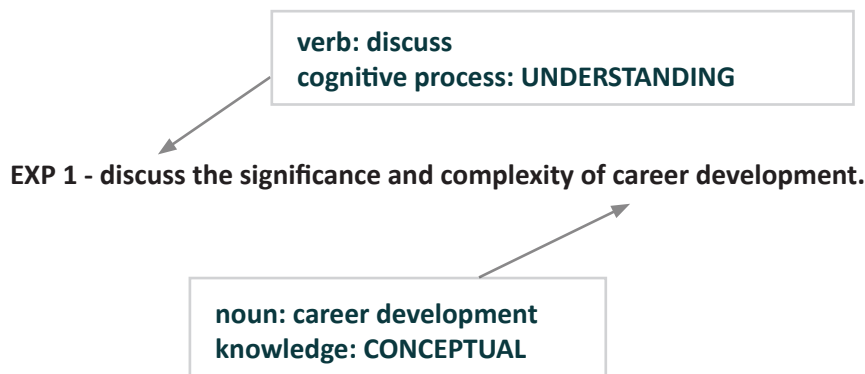 verb: discuss
cognitive process: UNDERSTANDING
EXP 1 - discuss the significance and complexity of career development.
noun: career development
knowledge: CONCEPTUAL